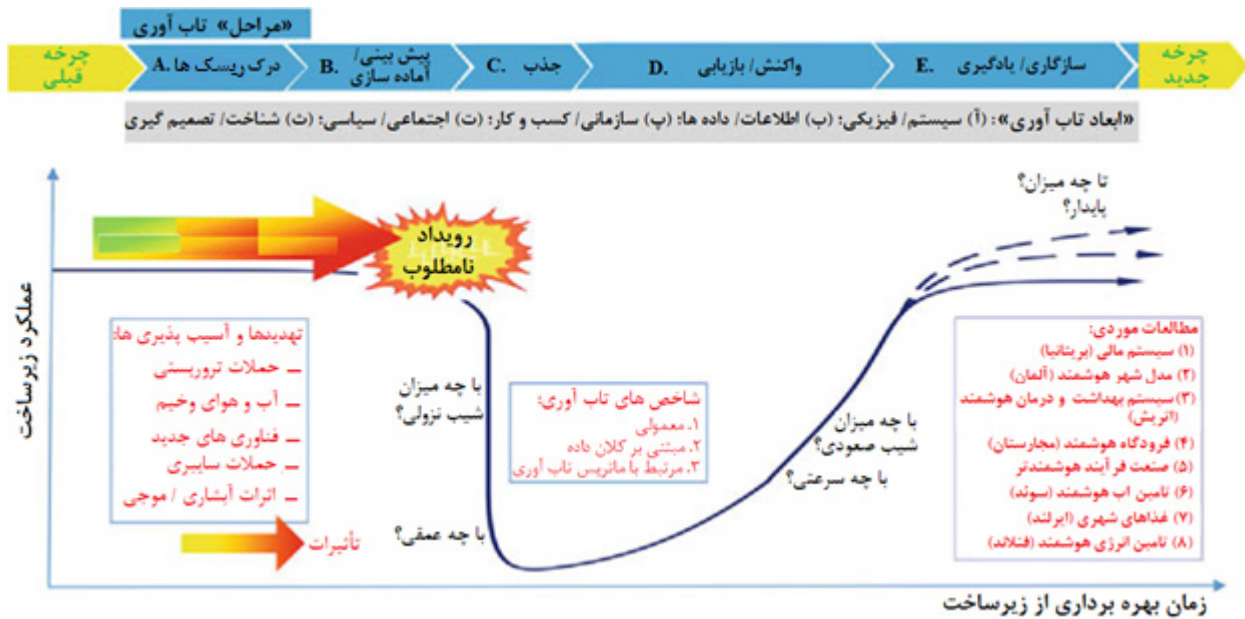 «مراحل» تاب آوری
چرخه
قبلی
A. درک ریسک ها
B. پیش بینی/
آماده سازی
C. جذب
D. واکنش/ بازیابی
E. سازگاری/ یادگیری
چرخه
جدید
«ابعاد تاب آوری»: (آ) سیستم/ فیزیکی؛ (ب) اطلاعات/ داده ها؛ (پ) سازمانی/ کسب و کار؛ (ت) اجتماعی/ سیاسی؛ (ث) شناخت/ تصمیم گیری
عملکرد زیرساخت
رویداد
نامطلوب
تهدیدها و آسیب پذیری ها:
_ حملات تروریستی
_ آب و هوای وخیم
_ فناوری های جدید
_ حملات سایبری
_ اثرات آبشاری / موجی
تأثیرات
با چه میزان
شیب نزولی؟
با چه عمقی؟
شاخص های تاب آوری:
۱. معمولی
۲. مبتنی بر کلان داده
۳. مرتبط با ماتریس تاب آوری
با چه میزان
شیب صعودی؟
با چه سرعتی؟
تا چه میزان؟
پایدار؟
مطالعات موردی:
(۱) سیستم مالی (بریتانیا)
(۲) مدل شهر هوشمند (آلمان)
(۳) سیستم بهداشت و درمان هوشمند
(اتریش)
(۴) فرودگاه هوشمند (مجارستان)
(۵) صنعت فرآیند هوشمندتر
(۶) تامین اب هوشمند (سوئد)
(۷) غذاهای شهری (ایرلند)
(۸) تامین انرژی هوشمند (فنلاند)
زمان بهره برداری از زیرساخت